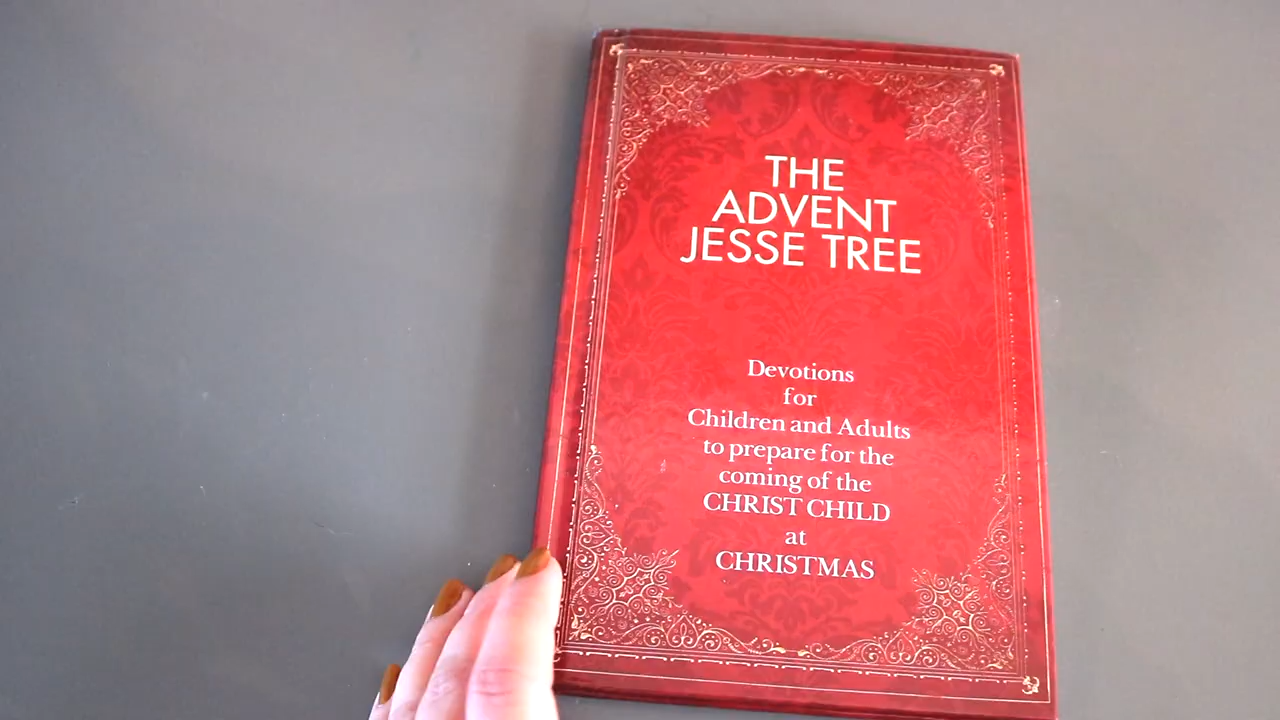 THE
ADVENT
JESSE TREE
Devotions
for
Children and Adults
to prepare for the
coming of the
CHRIST CHILD
at
CHRISTMAS